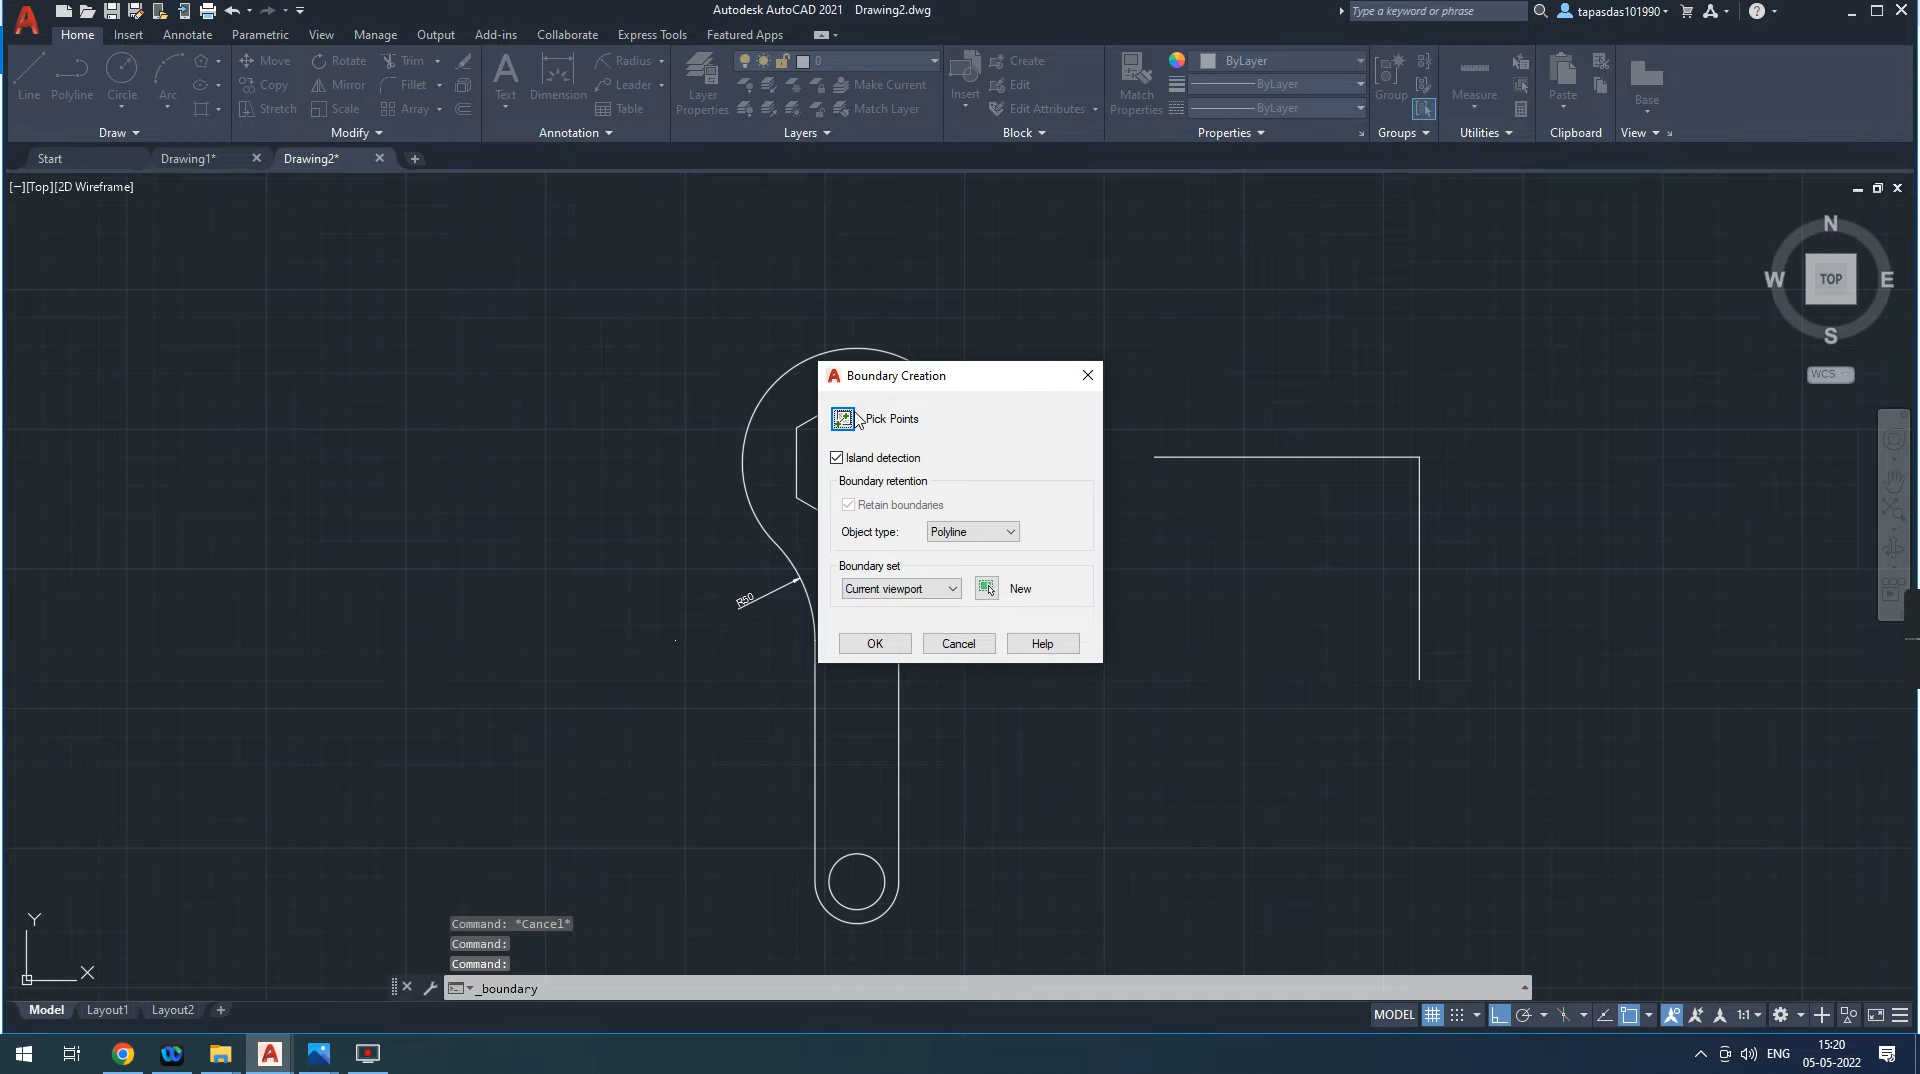 Autodesk AutoCAD 2021 Drawing2.dwg
Type a keyword or phrase
tapasdas101990
Home Insert Annotate Parametric View Manage Output Add-ins Collaborate Express Tools Featured Apps
Line Polyline Circle Arc
Draw
Move Rotate Trim
Copy Mirror Fillet
Stretch Scale Array
Modify
Text Dimension
Radius
Leader
Table
Annotation
Layer
Properties
0
Make Current
Match Layer
Layers
Insert
Create
Edit
Edit Attributes
Block
Match
Properties
ByLayer
ByLayer
ByLayer
Properties
Group
Groups
Measure
Utilities
Paste
Clipboard
Base
View
Start Drawing1* Drawing2*
[−][Top][2D Wireframe]
N
W TOP E
S
WCS
R50
Boundary Creation
Pick Points
Island detection
Boundary retention
Retain boundaries
Object type: Polyline
Boundary set
Current viewport New
OK Cancel Help
Y
X
Command: *Cancel*
Command:
Command:
_boundary
Model Layout1 Layout2 +
MODEL 1:1
ENG
15:20
05-05-2022